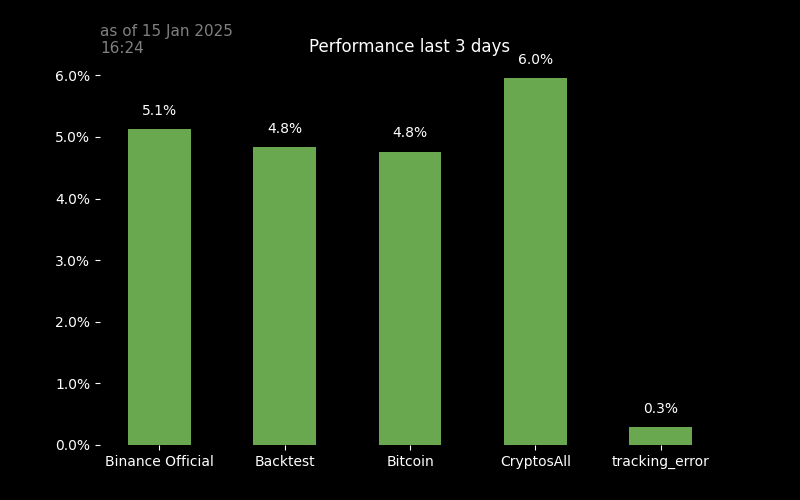 as of 15 Jan 2025
16:24
Performance last 3 days
6.0%
6.0%
5.1%
5.0%
4.8%
4.8%
4.0%
3.0%
2.0%
1.0%
0.3%
0.0%
Binance Official
Backtest
Bitcoin
CryptosAll
tracking_error